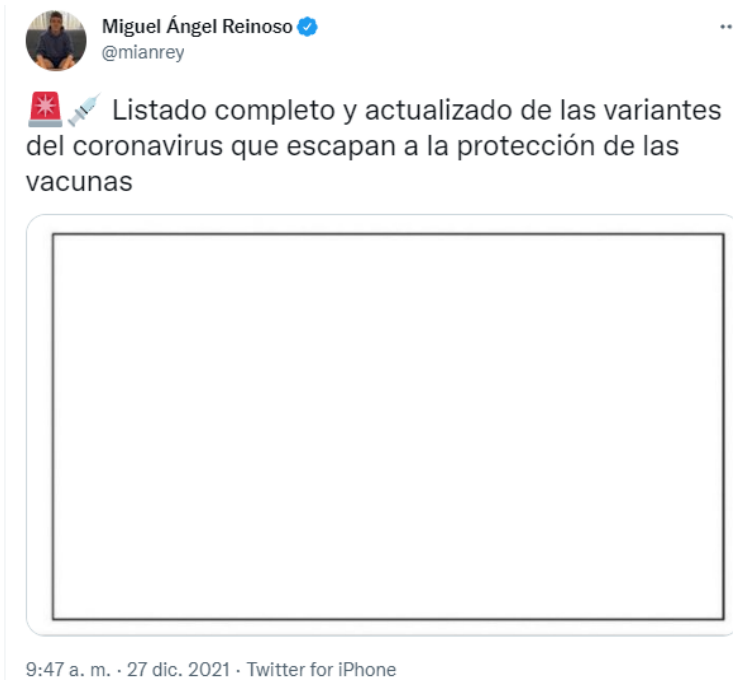 Miguel Ángel Reinoso
@mianrey
🚨💉 Listado completo y actualizado de las variantes
del coronavirus que escapan a la protección de las
vacunas
9:47 a. m. · 27 dic. 2021 · Twitter for iPhone